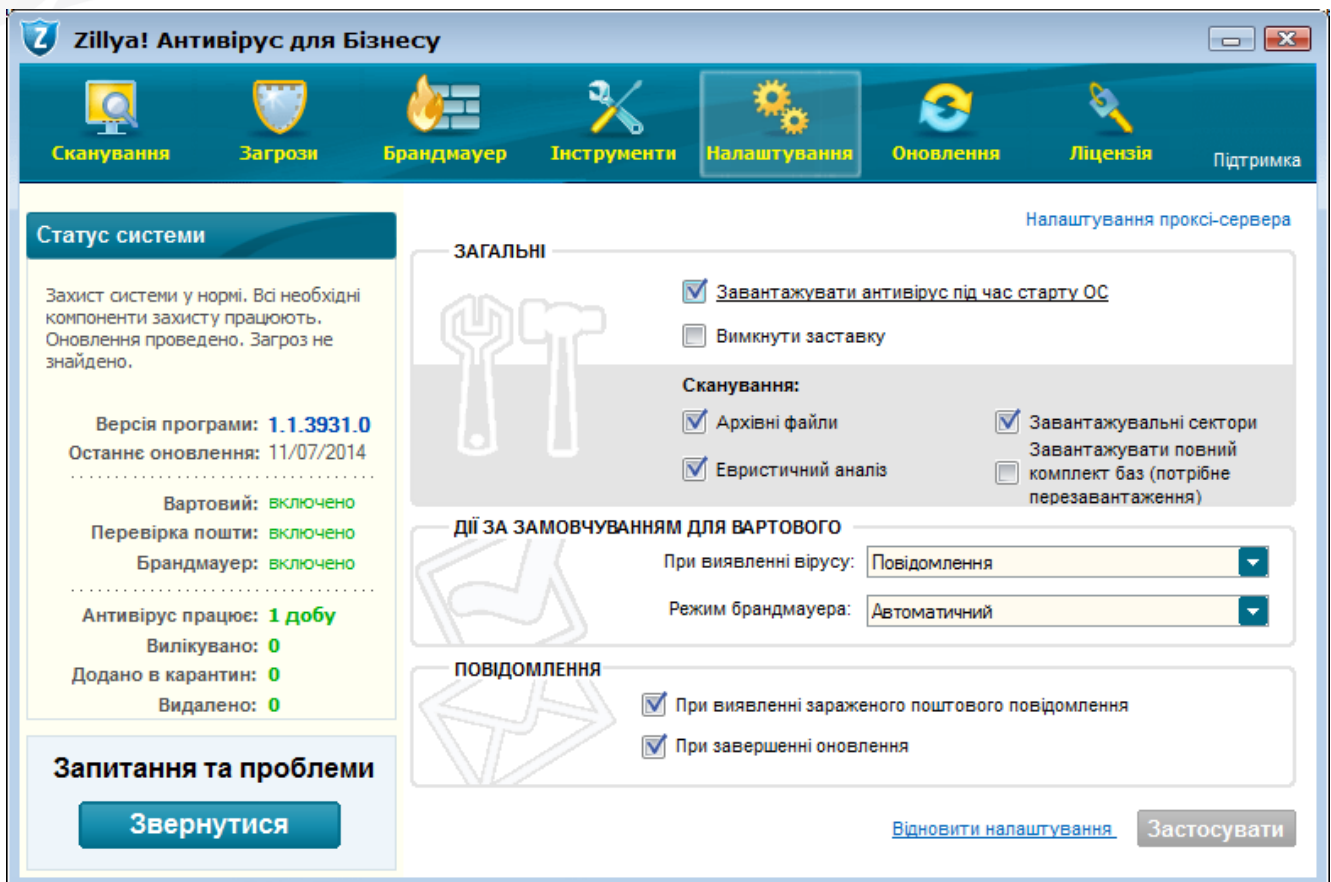 Zillya! Антивірус для Бізнесу
Сканування
Загрози
Брандмауер
Інструменти
Налаштування
Оновлення
Ліцензія
Підтримка
Статус системи
Захист системи у нормі. Всі необхідні
компоненти захисту працюють.
Оновлення проведено. Загроз не
знайдено.
Версія програми: 1.1.3931.0
Останнє оновлення: 11/07/2014
Вартовий: включено
Перевірка пошти: включено
Брандмауер: включено
Антивірус працює: 1 добу
Вилікувано: 0
Додано в карантин: 0
Видалено: 0
Запитання та проблеми
Звернутися
Налаштування проксі-сервера
ЗАГАЛЬНІ
Завантажувати антивірус під час старту ОС
Вимкнути заставку
Сканування:
Архівні файли
Завантажувальні сектори
Евристичний аналіз
Завантажувати повний
комплект баз (потрібне
перезавантаження)
ДІЇ ЗА ЗАМОВЧУВАННЯМ ДЛЯ ВАРТОВОГО
При виявленні вірусу: Повідомлення
Режим брандмауера: Автоматичний
ПОВІДОМЛЕННЯ
При виявленні зараженого поштового повідомлення
При завершенні оновлення
Відновити налаштування
Застосувати